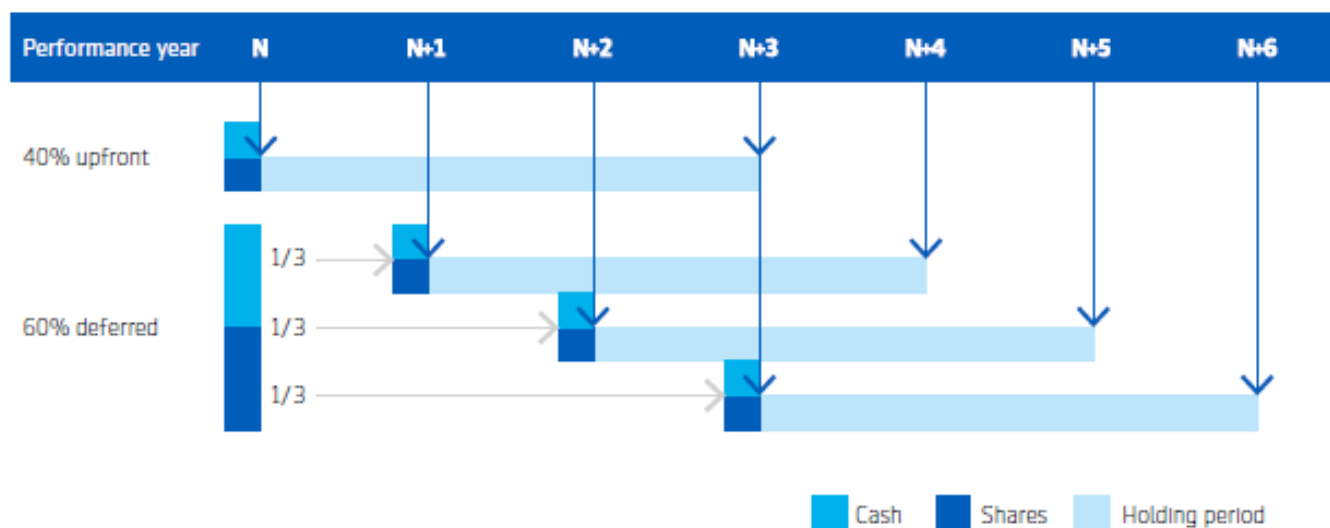 Performance year N N+1 N+2 N+3 N+4 N+5 N+6
40% upfront
1/3
60% deferred 1/3
1/3
Cash Shares Holding period